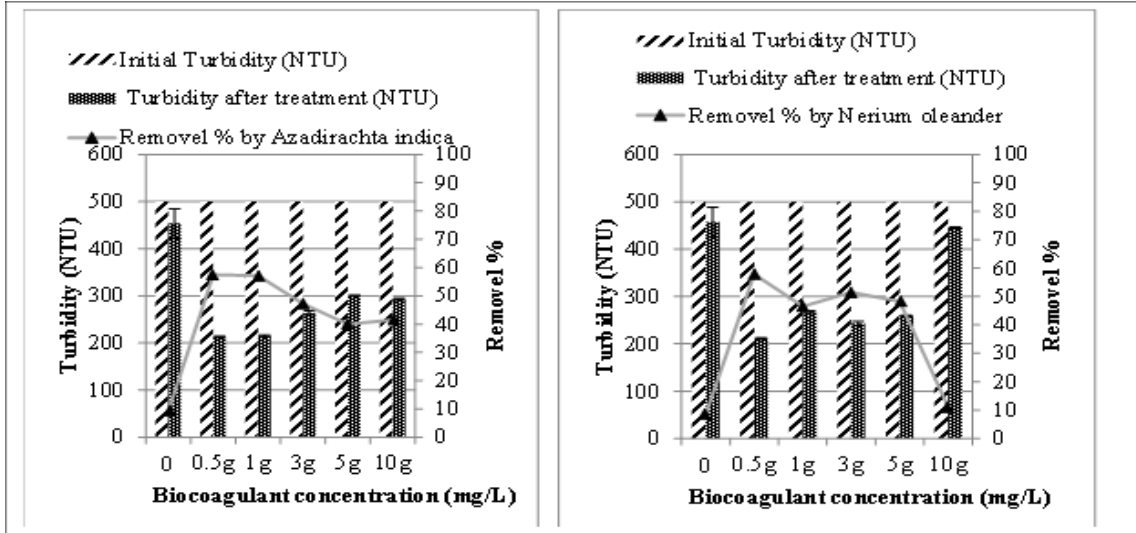 Initial Turbidity (NTU)
Turbidity after treatment (NTU)
Removel % by Azadirachta indica
600
500
400
300
200
100
0
Turbidity (NTU)
100
90
80
70
60
50
40
30
20
10
0
Removel %
0 0.5g 1g 3g 5g 10g
Biocoagulant concentration (mg/L)
Initial Turbidity (NTU)
Turbidity after treatment (NTU)
Removel % by Nerium oleander
600
500
400
300
200
100
0
Turbidity (NTU)
100
90
80
70
60
50
40
30
20
10
0
Removel %
0 0.5g 1g 3g 5g 10g
Biocoagulant concentration (mg/L)